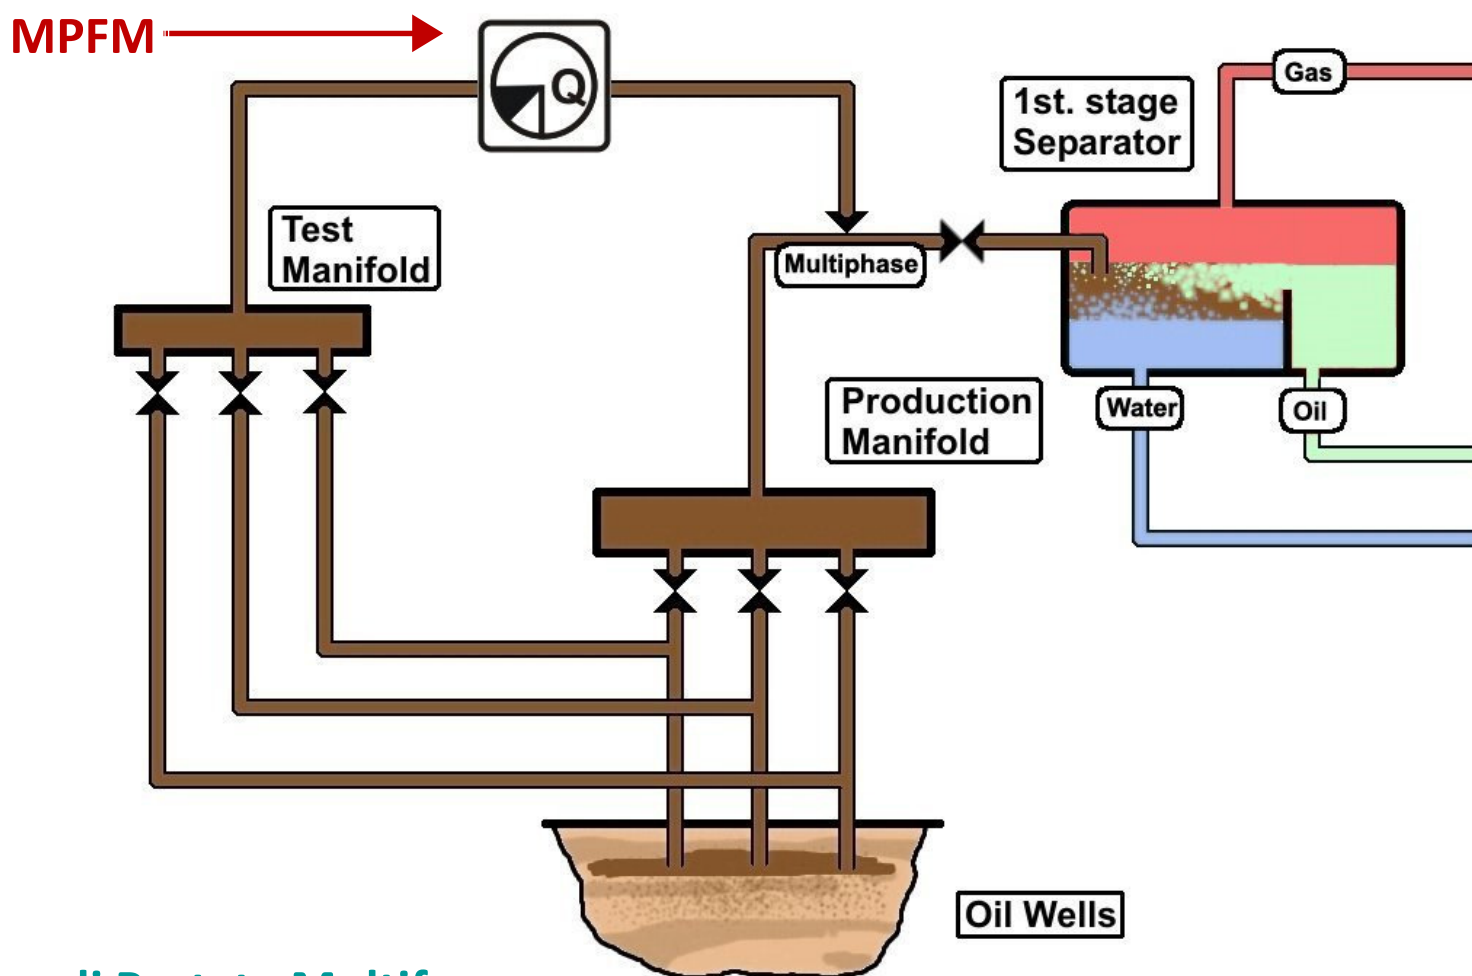 MPFM
Q
Gas
1st. stage
Separator
Test
Manifold
Multiphase
Production
Manifold
Water
Oil
Oil Wells